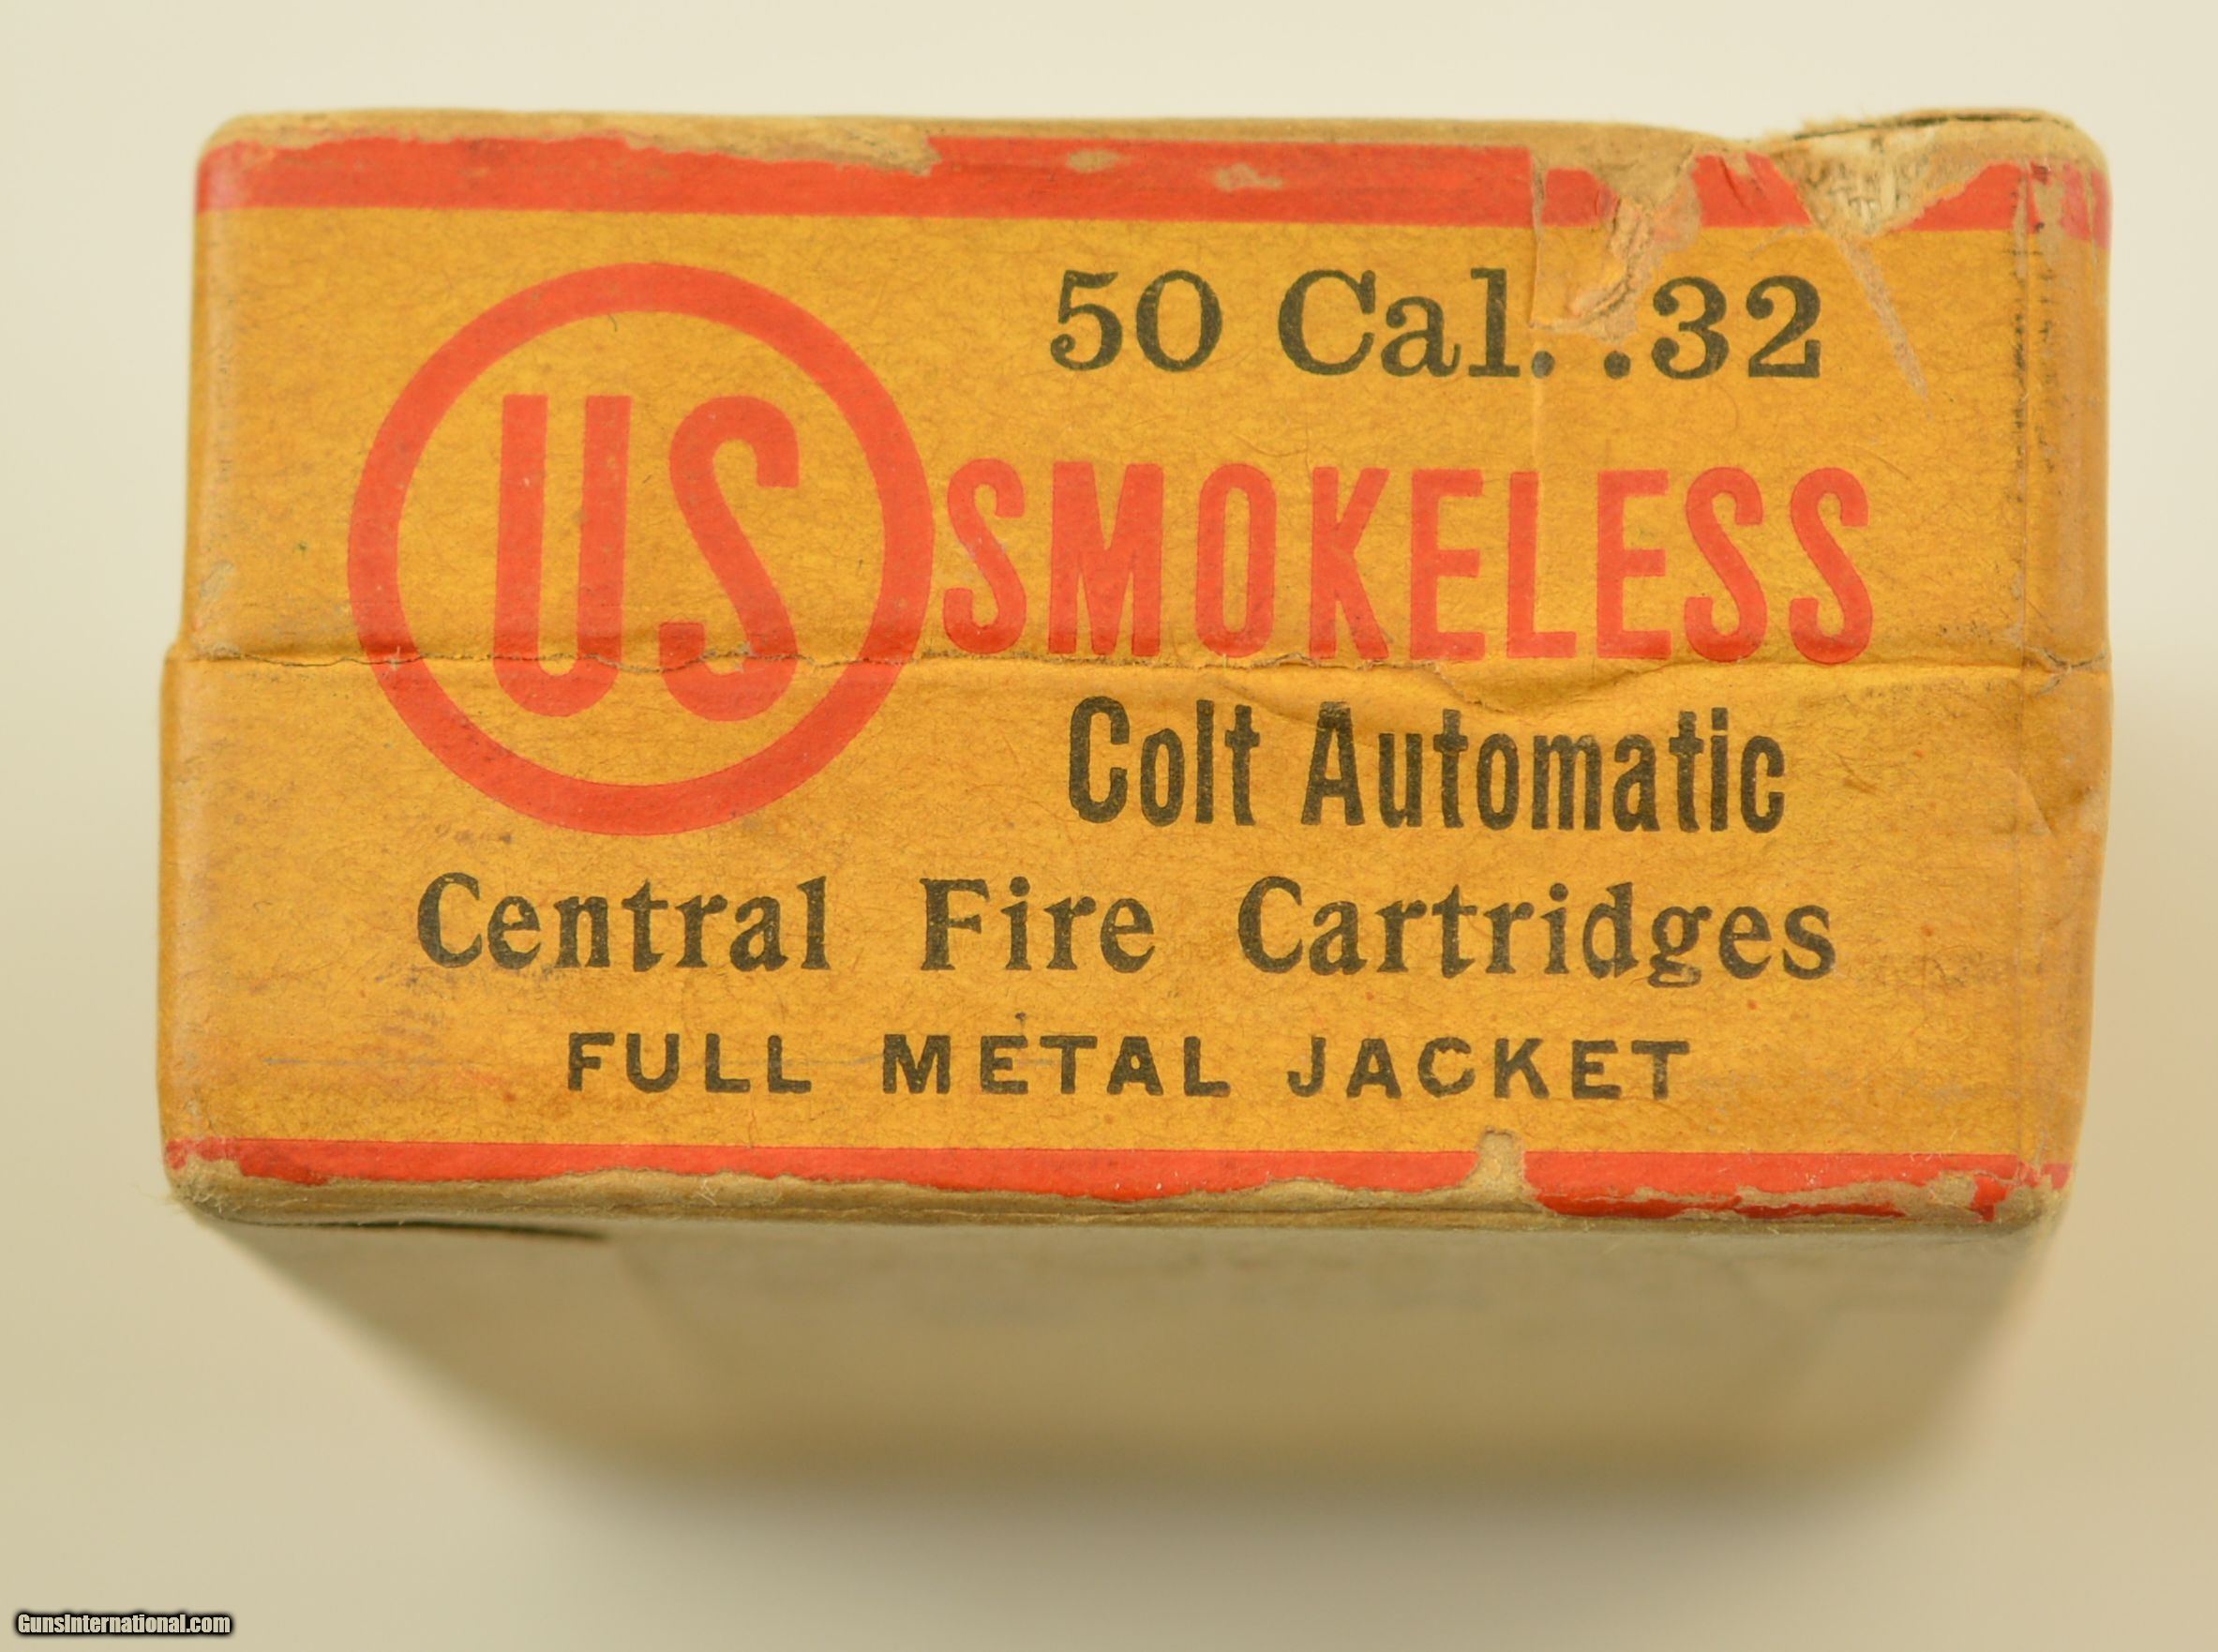 50 Cal. .32
US
SMOKELESS
Colt Automatic
Central Fire Cartridges
FULL METAL JACKET
GunsInternational.com